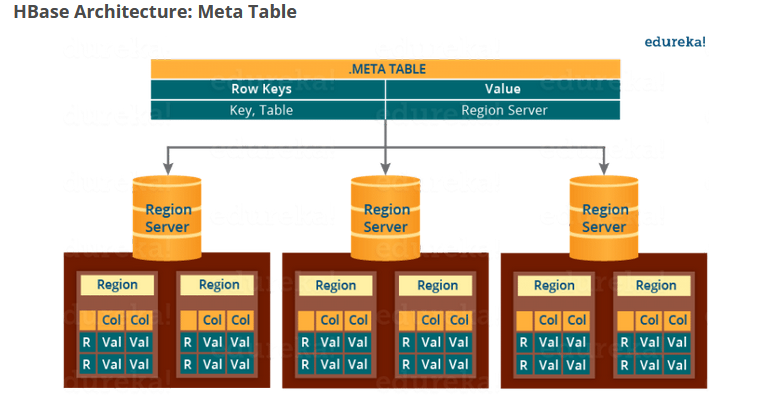 HBase Architecture: Meta Table
edureka!
.META TABLE
Row Keys Value
Key, Table Region Server
Region Server
Region Server
Region Server
Region Region Region Region Region Region
Col Col Col Col Col Col Col Col Col Col Col Col
R Val Val R Val Val R Val Val R Val Val R Val Val R Val Val
R Val Val R Val Val R Val Val R Val Val R Val Val R Val Val